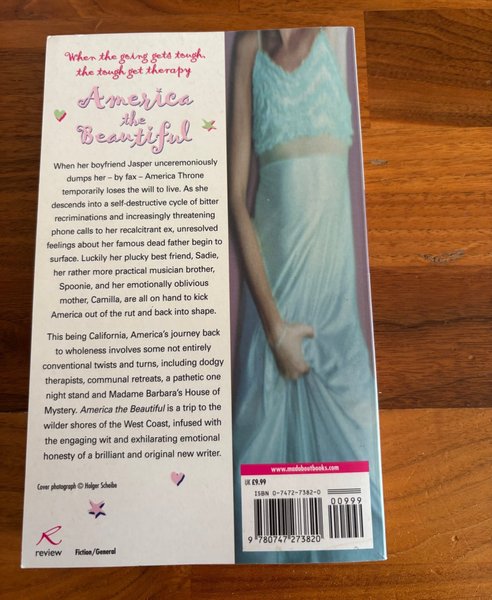 When the going gets tough,
the tough get therapy
America
the
Beautiful
When her boyfriend Jasper unceremoniously
dumps her – by fax – America Throne
temporarily loses the will to live. As she
descends into a self-destructive cycle of bitter
recriminations and increasingly threatening
phone calls to her recalcitrant ex, unresolved
feelings about her famous dead father begin to
surface. Luckily her plucky best friend, Sadie,
her rather more practical musician brother,
Spoonie, and her emotionally oblivious
mother, Camilla, are all on hand to kick
America out of the rut and back into shape.
This being California, America's journey back
to wholeness involves some not entirely
conventional twists and turns, including dodgy
therapists, communal retreats, a pathetic one
night stand and Madame Barbara's House of
Mystery. America the Beautiful is a trip to the
wilder shores of the West Coast, infused with
the engaging wit and exhilarating emotional
honesty of a brilliant and original new writer.
Cover photograph © Holger Scheibe
R
review
Fiction/General
www.madaboutbooks.com
UK £9.99
ISBN 0-7472-7382-0
00999
9 780747 273820